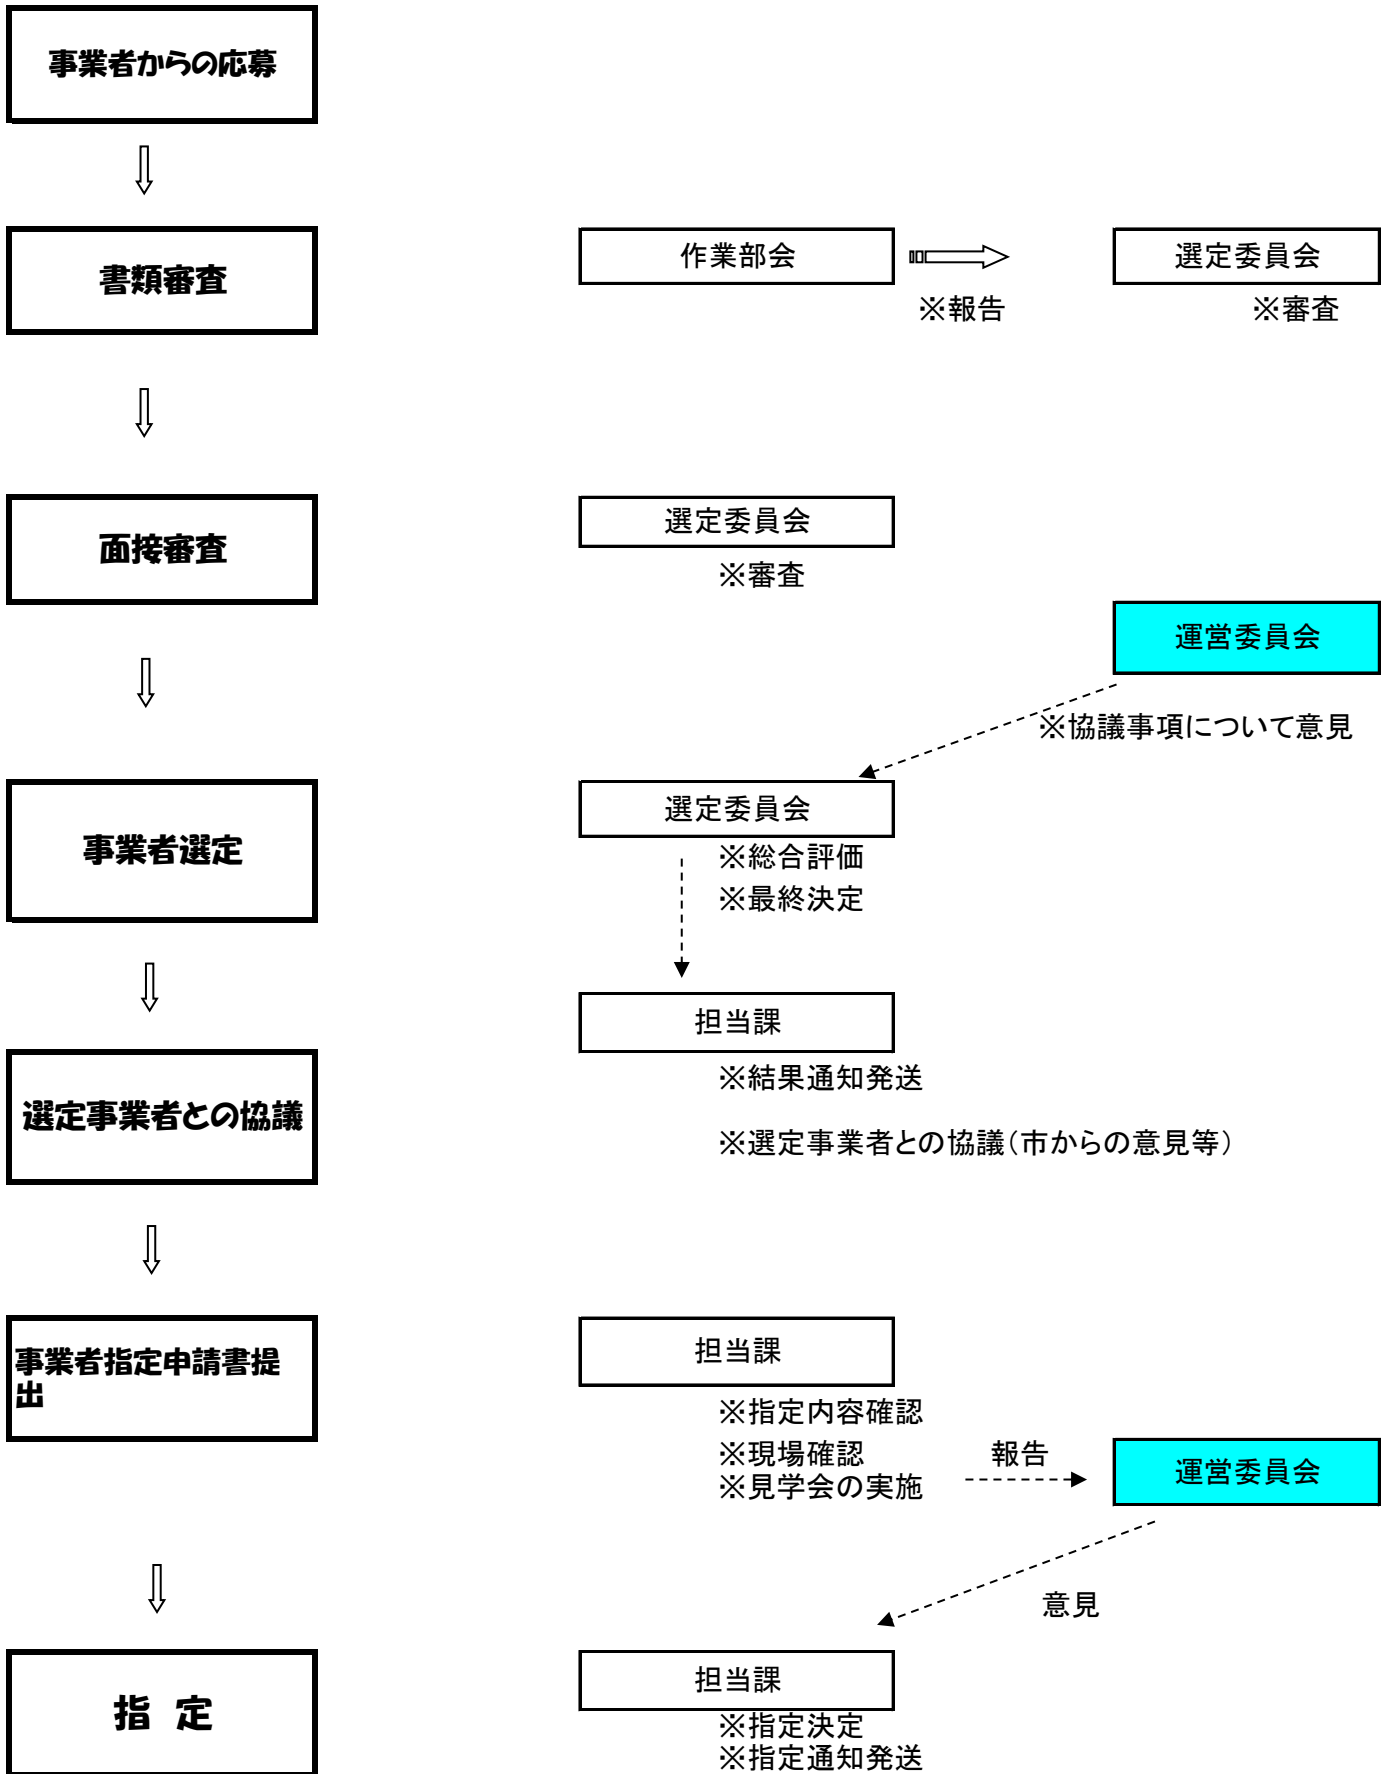 事業者からの応募
書類審査
作業部会
選定委員会
※報告
※審査
面接審査
選定委員会
※審査
運営委員会
※協議事項について意見
事業者選定
選定委員会
※総合評価
※最終決定
担当課
※結果通知発送
選定事業者との協議
※選定事業者との協議（市からの意見等）
事業者指定申請書提
出
担当課
※指定内容確認
※現場確認
※見学会の実施
報告
運営委員会
意見
指　定
担当課
※指定決定
※指定通知発送